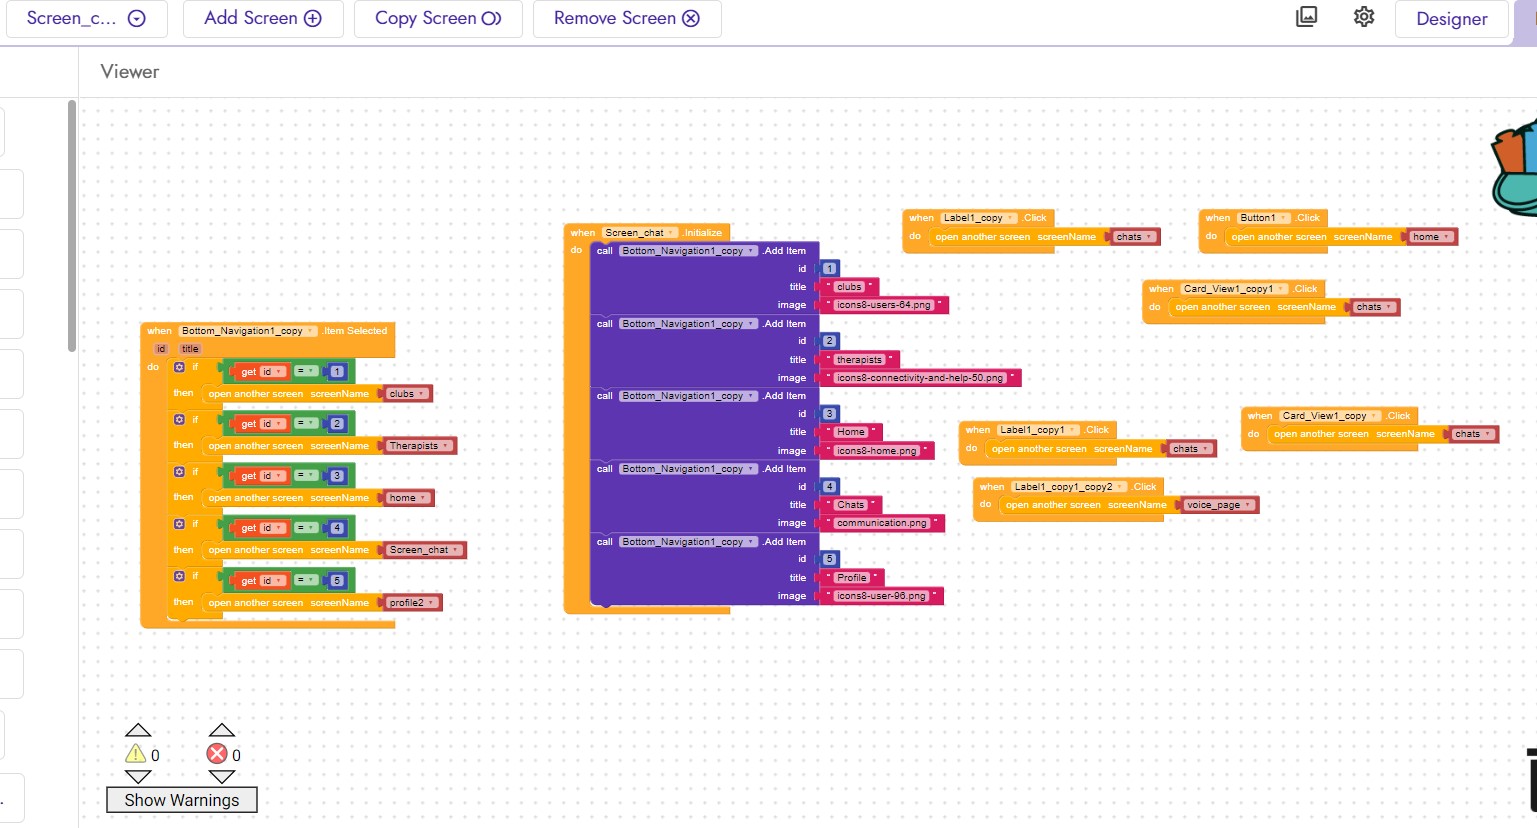 Screen_c...
Add Screen
Copy Screen
Remove Screen
Designer
Viewer
when Bottom_Navigation1_copy .Item Selected
id title
do if get id = 1
then open another screen screenName clubs
if get id = 2
then open another screen screenName Therapists
if get id = 3
then open another screen screenName home
if get id = 4
then open another screen screenName Screen_chat
if get id = 5
then open another screen screenName profile2
when Screen_chat .Initialize
do call Bottom_Navigation1_copy .Add Item
id 1
title " clubs "
image " icons8-users-64.png "
call Bottom_Navigation1_copy .Add Item
id 2
title " therapists "
image " icons8-connectivity-and-help-50.png "
call Bottom_Navigation1_copy .Add Item
id 3
title " Home "
image " icons8-home.png "
call Bottom_Navigation1_copy .Add Item
id 4
title " Chats "
image " communication.png "
call Bottom_Navigation1_copy .Add Item
id 5
title " Profile "
image " icons8-user-96.png "
when Label1_copy .Click
do open another screen screenName chats
when Button1 .Click
do open another screen screenName home
when Card_View1_copy1 .Click
do open another screen screenName chats
when Card_View1_copy .Click
do open another screen screenName chats
when Label1_copy1 .Click
do open another screen screenName chats
when Label1_copy1_copy2 .Click
do open another screen screenName voice_page
0 0
Show Warnings